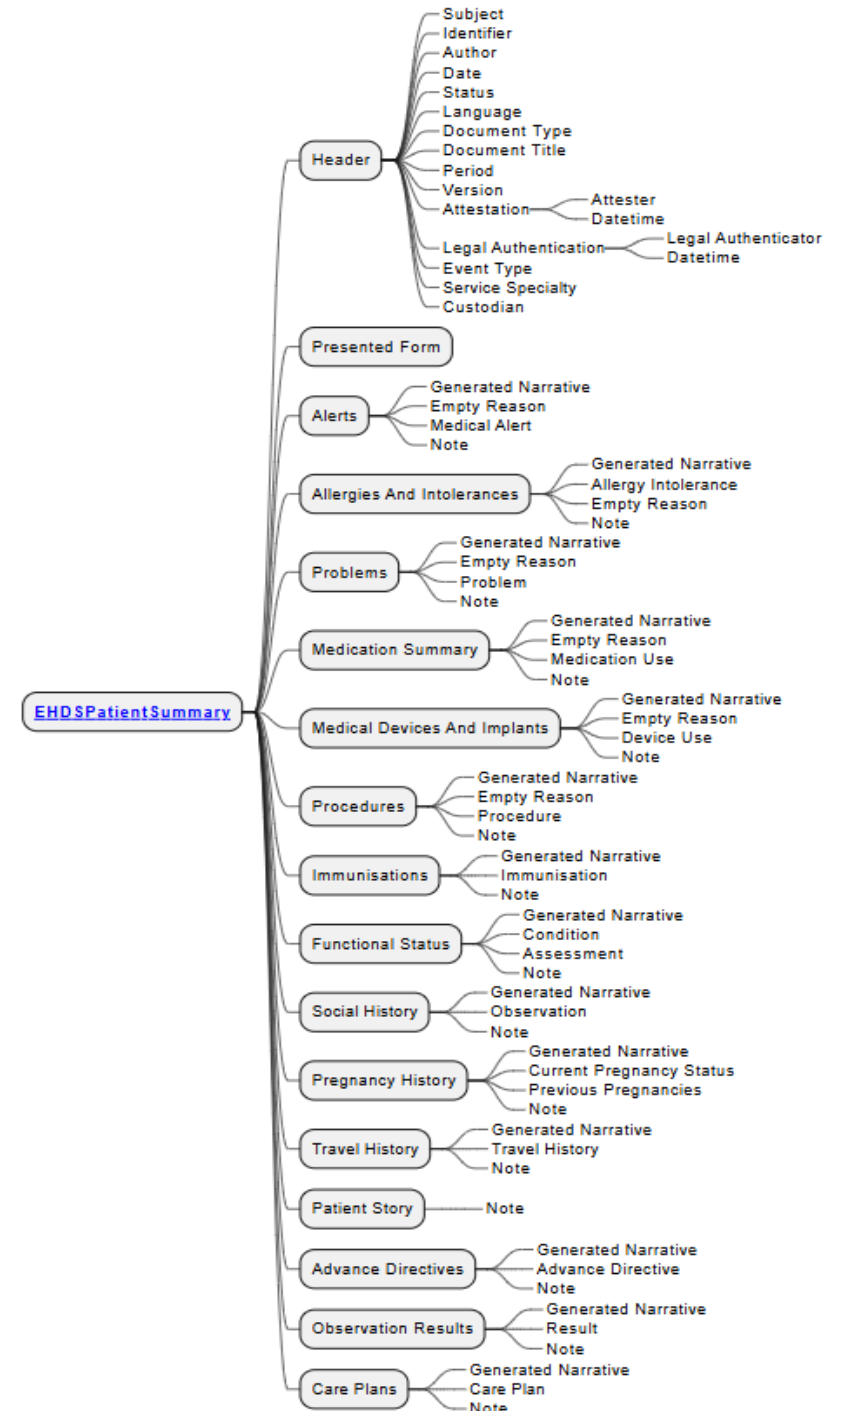 EHDSPatientSummary
Header
Subject
Identifier
Author
Date
Status
Language
Document Type
Document Title
Period
Version
Attestation
Attester
Datetime
Legal Authentication
Legal Authenticator
Datetime
Event Type
Service Specialty
Custodian
Presented Form
Alerts
Generated Narrative
Empty Reason
Medical Alert
Note
Allergies And Intolerances
Generated Narrative
Allergy Intolerance
Empty Reason
Note
Problems
Generated Narrative
Empty Reason
Problem
Note
Medication Summary
Generated Narrative
Empty Reason
Medication Use
Note
Medical Devices And Implants
Generated Narrative
Empty Reason
Device Use
Note
Procedures
Generated Narrative
Empty Reason
Procedure
Note
Immunisations
Generated Narrative
Immunisation
Note
Functional Status
Generated Narrative
Condition
Assessment
Note
Social History
Generated Narrative
Observation
Note
Pregnancy History
Generated Narrative
Current Pregnancy Status
Previous Pregnancies
Note
Travel History
Generated Narrative
Travel History
Note
Patient Story
Note
Advance Directives
Generated Narrative
Advance Directive
Note
Observation Results
Generated Narrative
Result
Note
Care Plans
Generated Narrative
Care Plan
Note